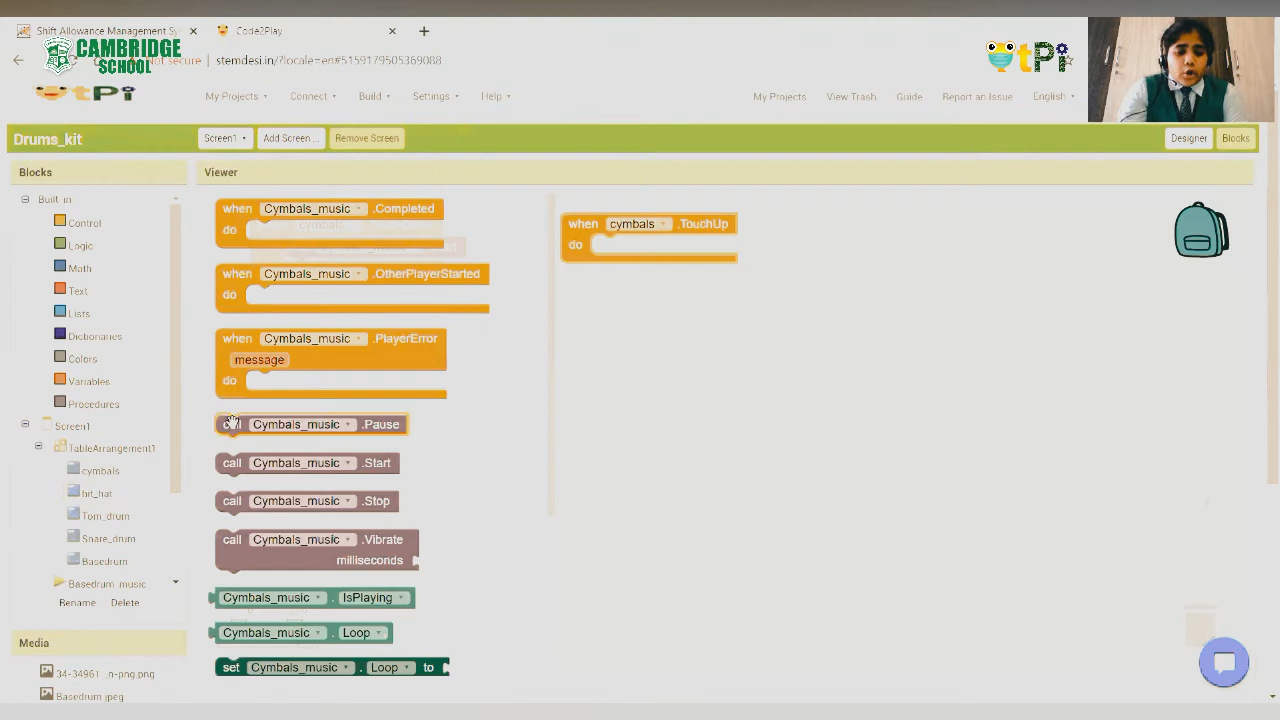 Shift Allowance Management Sy
Code2Play
CAMBRIDGE
SCHOOL
Not secure
stemdesi.in/?locale=en#5159179505369088
tPi
tPi
My Projects
Connect
Build
Settings
Help
My Projects
View Trash
Guide
Report an Issue
English
Drums_kit
Screen1
Add Screen ...
Remove Screen
Designer
Blocks
Blocks
Viewer
Built in
Control
Logic
Math
Text
Lists
Dictionaries
Colors
Variables
Procedures
Screen1
TableArrangement1
cymbals
hit_hat
Tom_drum
Snare_drum
Basedrum
Basedrum_music
Rename
Delete
Media
34-34961 ...n-png.png
Basedrum.jpeg
when Cymbals_music .Completed
do
when Cymbals_music .OtherPlayerStarted
do
when Cymbals_music .PlayerError
message
do
call Cymbals_music .Pause
call Cymbals_music .Start
call Cymbals_music .Stop
call Cymbals_music .Vibrate
milliseconds
Cymbals_music . IsPlaying
Cymbals_music . Loop
set Cymbals_music . Loop to
when cymbals .TouchUp
do